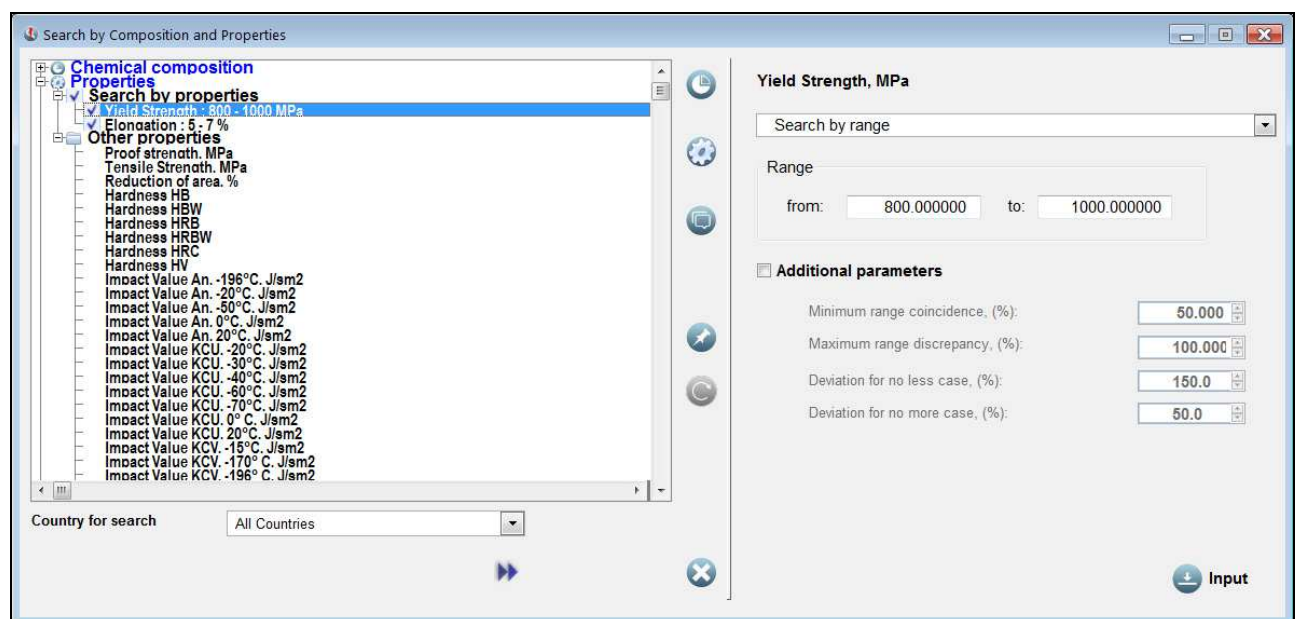 Search by Composition and Properties
Chemical composition
Properties
Search by properties
Yield Strength : 800 - 1000 MPa
Elongation : 5 - 7 %
Other properties
Proof strength. MPa
Tensile Strength. MPa
Reduction of area. %
Hardness HB
Hardness HBW
Hardness HRB
Hardness HRBW
Hardness HRC
Hardness HV
Impact Value An. -196°C. J/sm2
Impact Value An. -20°C. J/sm2
Impact Value An. -50°C. J/sm2
Impact Value An. 0°C. J/sm2
Impact Value An. 20°C. J/sm2
Impact Value KCU. -20°C. J/sm2
Impact Value KCU. -30°C. J/sm2
Impact Value KCU. -40°C. J/sm2
Impact Value KCU. -60°C. J/sm2
Impact Value KCU. -70°C. J/sm2
Impact Value KCU. 0° C. J/sm2
Impact Value KCU. 20°C. J/sm2
Impact Value KCV. -15°C. J/sm2
Impact Value KCV. -170° C. J/sm2
Impact Value KCV. -196° C. J/sm2
Country for search All Countries
Yield Strength, MPa
Search by range
Range
from: 800.000000 to: 1000.000000
Additional parameters
Minimum range coincidence, (%): 50.000
Maximum range discrepancy, (%): 100.000
Deviation for no less case, (%): 150.0
Deviation for no more case, (%): 50.0
Input